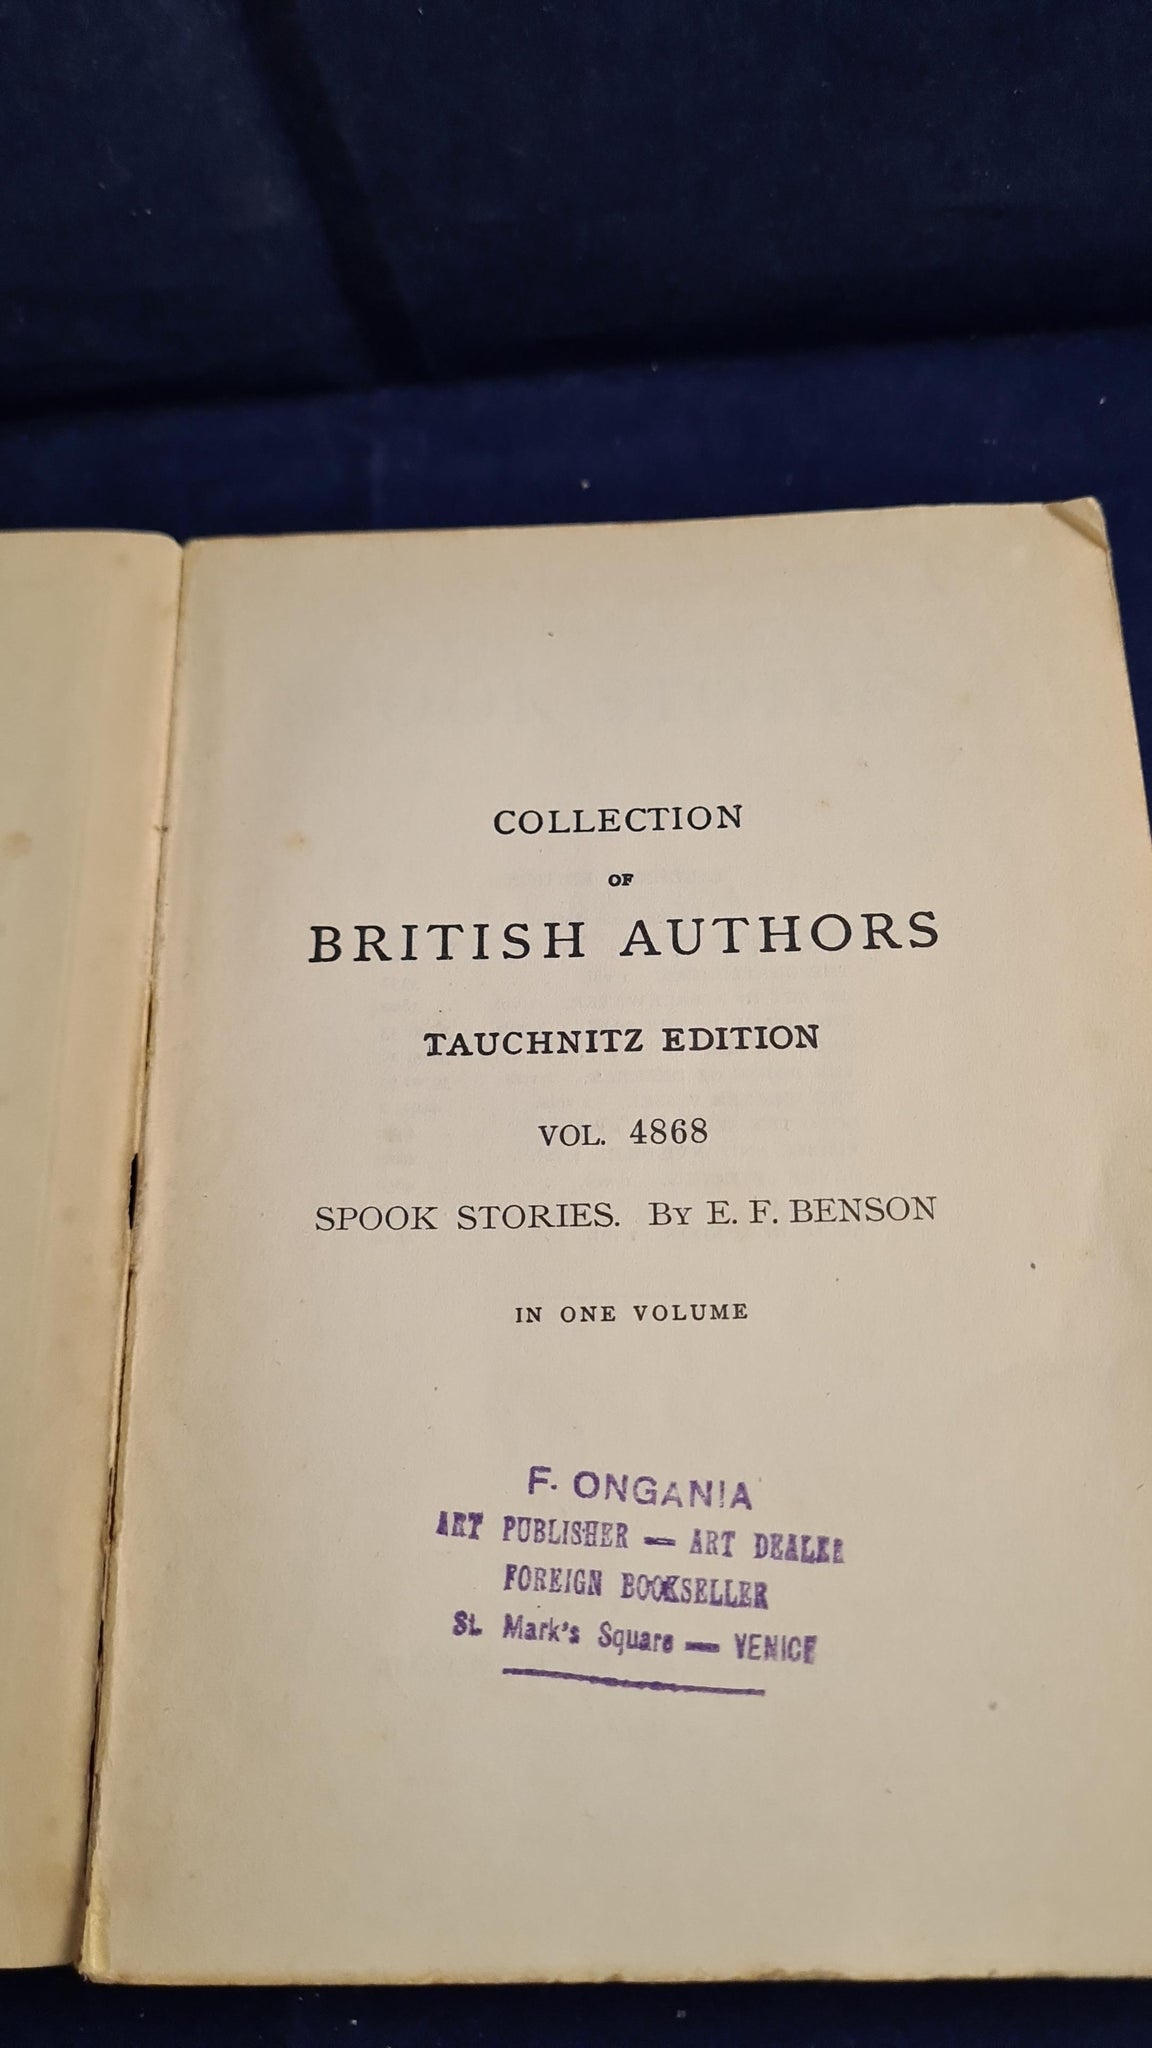 COLLECTION
OF
BRITISH AUTHORS
TAUCHNITZ EDITION
VOL. 4868
SPOOK STORIES. By E. F. BENSON
IN ONE VOLUME
F. ONGANIA
ART PUBLISHER — ART DEALER
FOREIGN BOOKSELLER
St. Mark's Square — VENICE